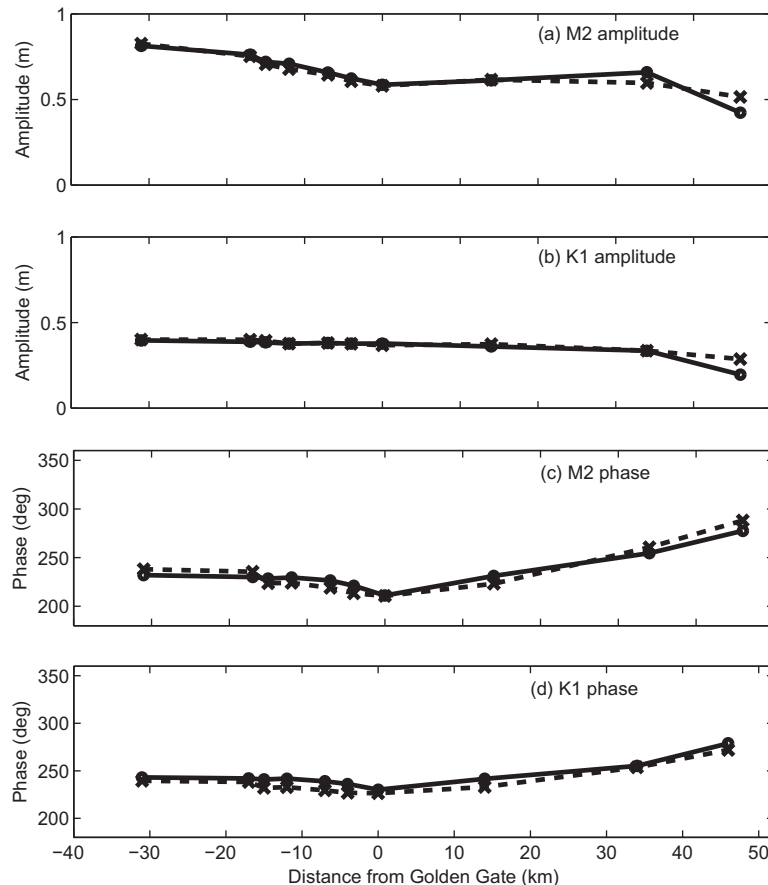 1
(a) M2 amplitude
Amplitude (m)
0.5
0
1
(b) K1 amplitude
Amplitude (m)
0.5
0
350
(c) M2 phase
300
Phase (deg)
250
200
350
(d) K1 phase
300
Phase (deg)
250
200
−40 −30 −20 −10 0 10 20 30 40 50
Distance from Golden Gate (km)